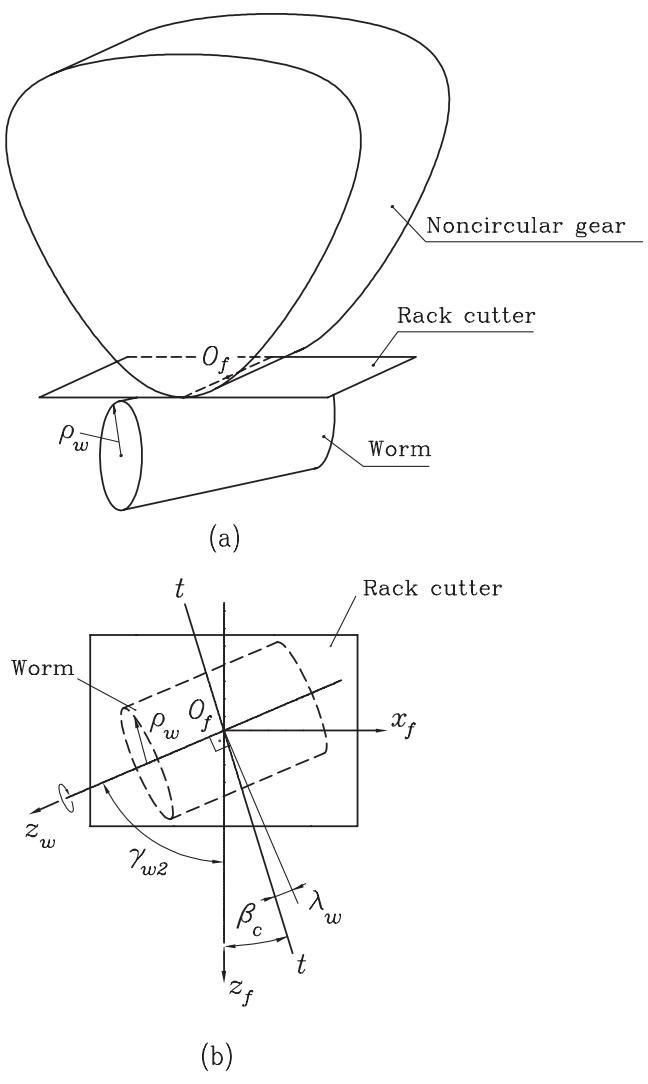 Noncircular gear
Rack cutter
O_f
ρ_w
Worm
(a)
t
Rack cutter
Worm
ρ_w
O_f
x_f
z_w
γ_w2
λ_w
β_c
t
z_f
(b)